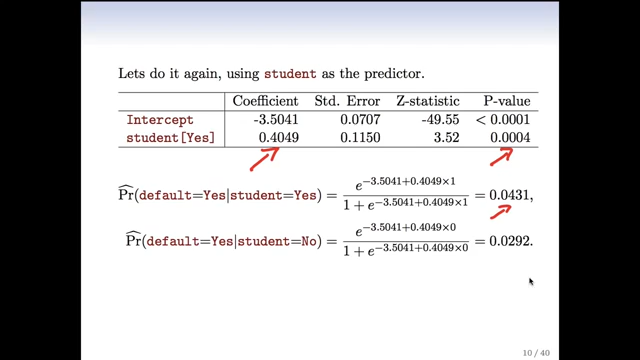 Lets do it again, using student as the predictor.
Coefficient Std. Error Z-statistic P-value
Intercept -3.5041 0.0707 -49.55 < 0.0001
student[Yes] 0.4049 0.1150 3.52 0.0004
P̂r(default=Yes|student=Yes) = e^{−3.5041+0.4049×1} / (1 + e^{−3.5041+0.4049×1}) = 0.0431,
P̂r(default=Yes|student=No) = e^{−3.5041+0.4049×0} / (1 + e^{−3.5041+0.4049×0}) = 0.0292.
10 / 40